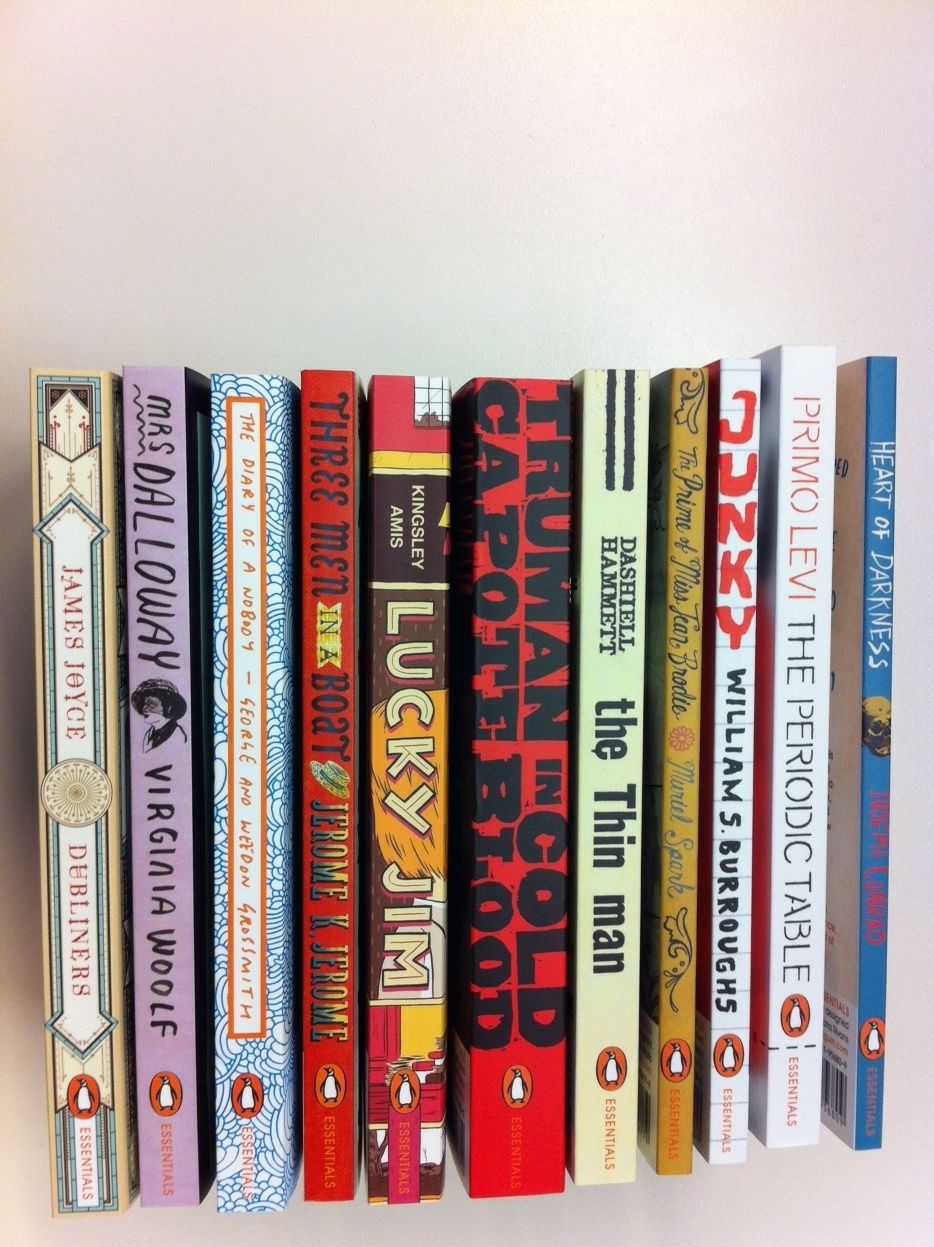 JAMES JOYCE
DUBLINERS
ESSENTIALS
MRS DALLOWAY
VIRGINIA WOOLF
ESSENTIALS
THE DIARY OF A NOBODY – GEORGE AND WEEDON GROSSMITH
ESSENTIALS
THREE MEN IN A BOAT
JEROME K. JEROME
ESSENTIALS
KINGSLEY
AMIS
LUCKY JIM
ESSENTIALS
TRUMAN IN COLD
CAPOTE BLOOD
ESSENTIALS
DASHIELL
HAMMETT
the Thin man
ESSENTIALS
The Prime of Miss Jean Brodie
Muriel Spark
ESSENTIALS
JUNKY
WILLIAM S. BURROUGHS
ESSENTIALS
PRIMO LEVI THE PERIODIC TABLE
ESSENTIALS
HEART OF DARKNESS
JOSEPH CONRAD
ESSENTIALS